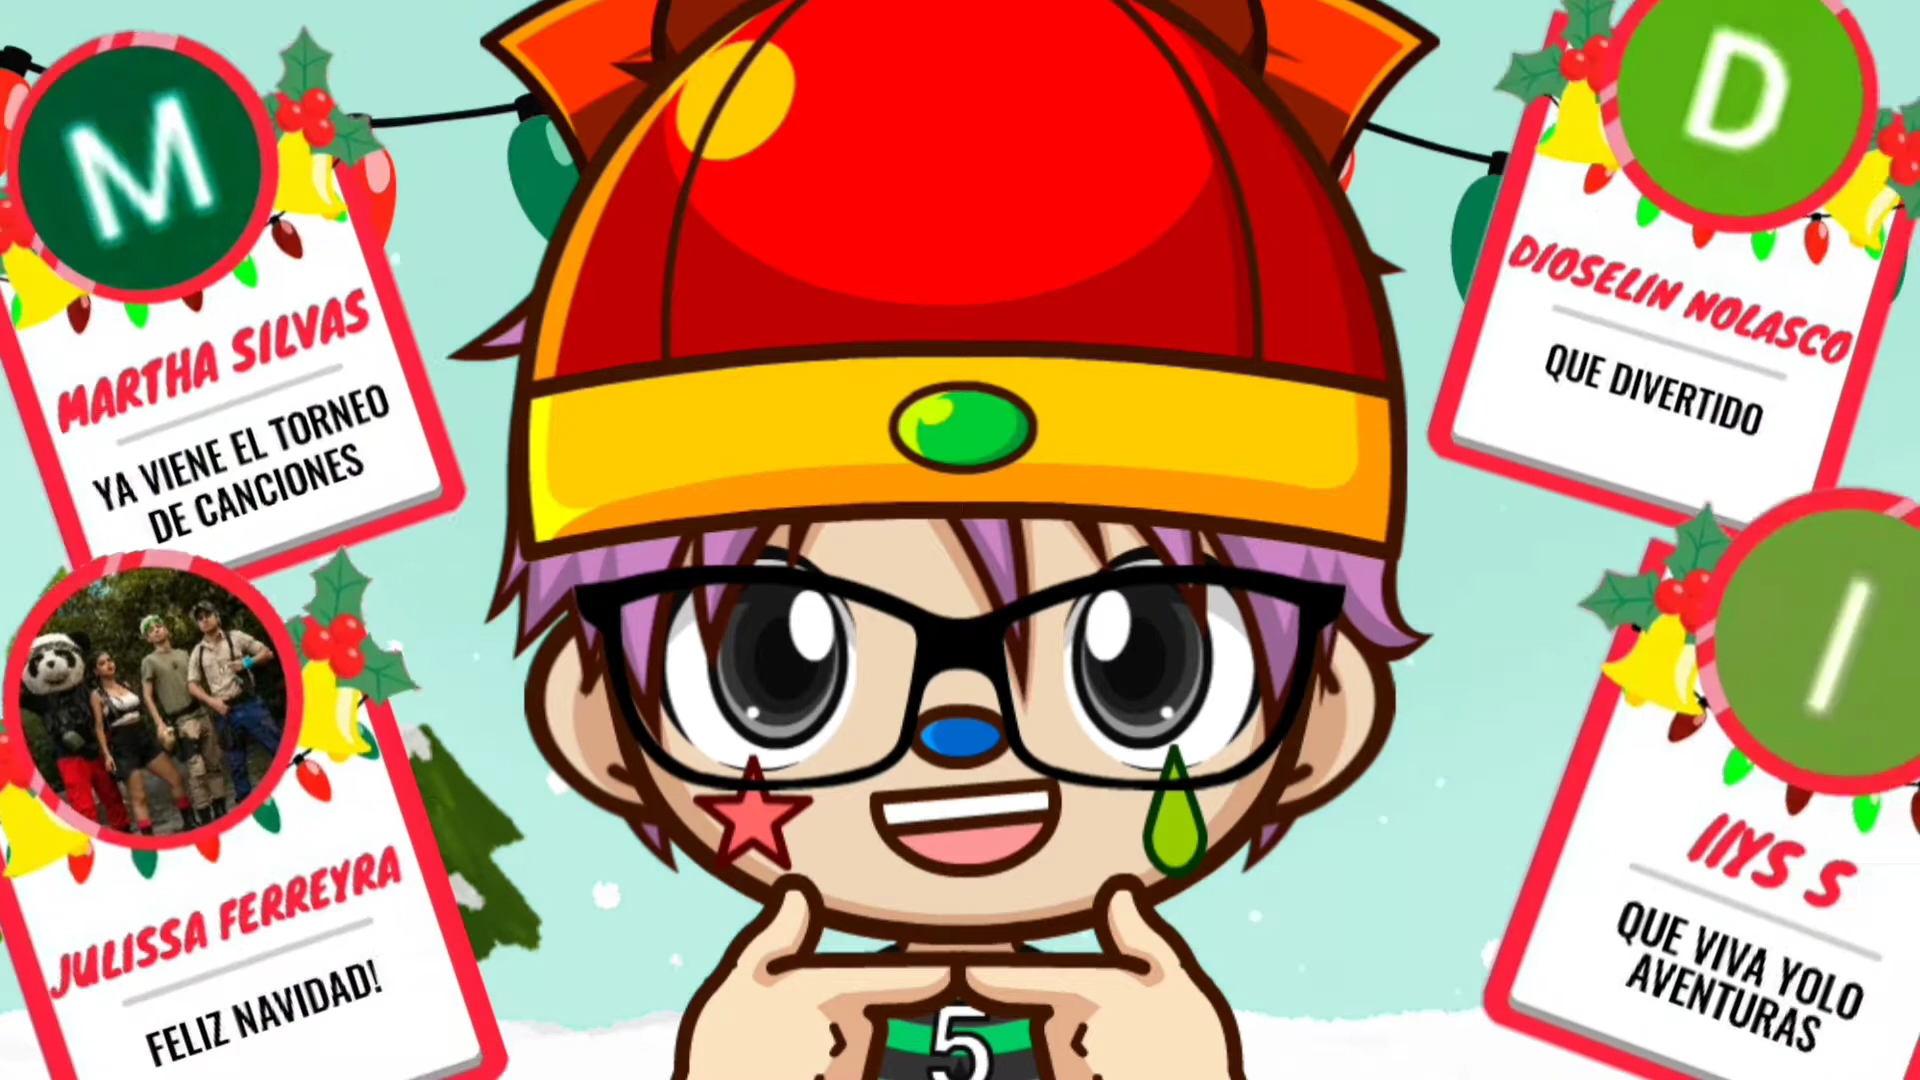 M
MARTHA SILVAS
YA VIENE EL TORNEO
DE CANCIONES
JULISSA FERREYRA
FELIZ NAVIDAD!
5
D
DIOSELIN NOLASCO
QUE DIVERTIDO
I
IIYS S
QUE VIVA YOLO
AVENTURAS